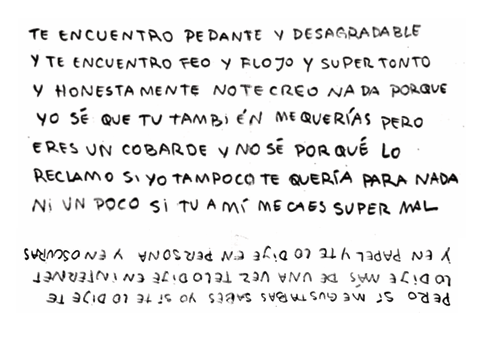 TE ENCUENTRO PEDANTE Y DESAGRADABLE
Y TE ENCUENTRO FEO Y FLOJO Y SUPER TONTO
Y HONESTAMENTE NO TE CREO NADA PORQUE
YO SÉ QUE TU TAMBIÉN ME QUERÍAS PERO
ERES UN COBARDE Y NO SÉ POR QUÉ LO
RECLAMO SI YO TAMPOCO TE QUERÍA PARA NADA
NI UN POCO SI TU A MÍ ME CAES SUPER MAL
PERO SÍ ME GUSTABAS SABES YO SÍ TE LO DIJE TE
LO DIJE MÁS DE UNA VEZ TE LO DIJE EN INTERNET
Y EN PAPEL Y TE LO DIJE EN PERSONA Y EN OSCURAS